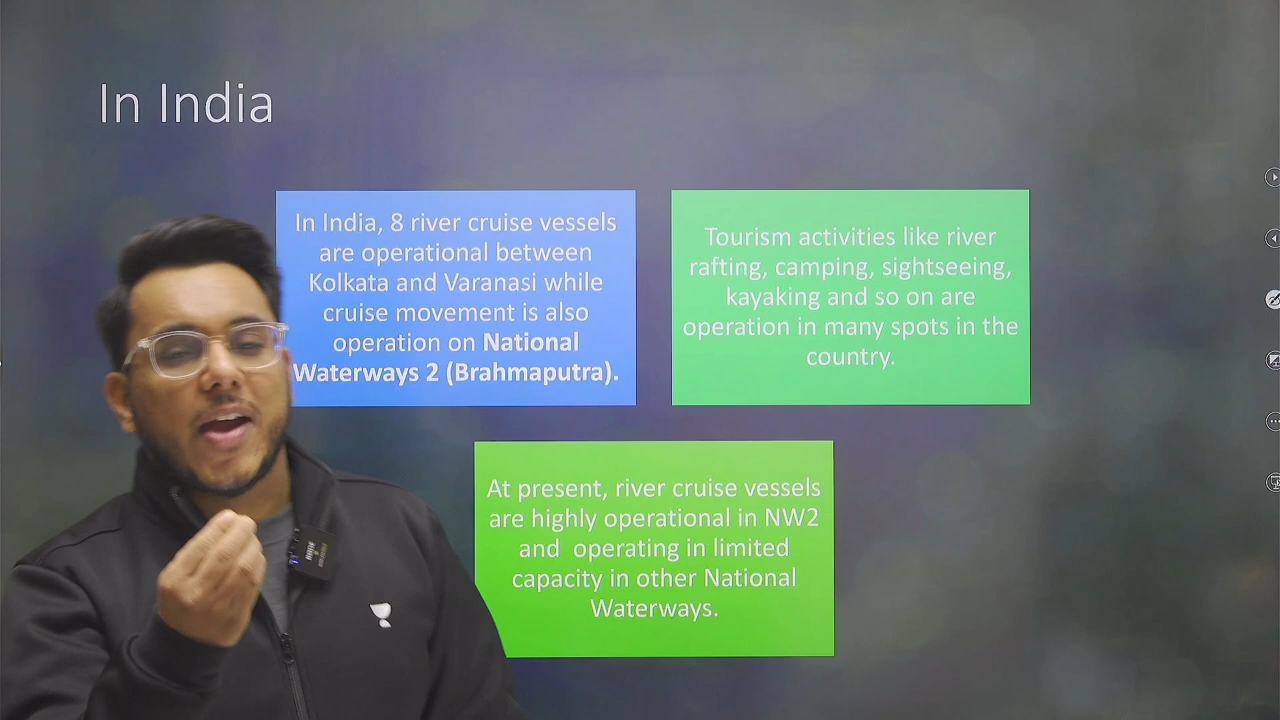 In India
In India, 8 river cruise vessels
are operational between
Kolkata and Varanasi while
cruise movement is also
operation on National
Waterways 2 (Brahmaputra).
Tourism activities like river
rafting, camping, sightseeing,
kayaking and so on are
operation in many spots in the
country.
At present, river cruise vessels
are highly operational in NW2
and operating in limited
capacity in other National
Waterways.